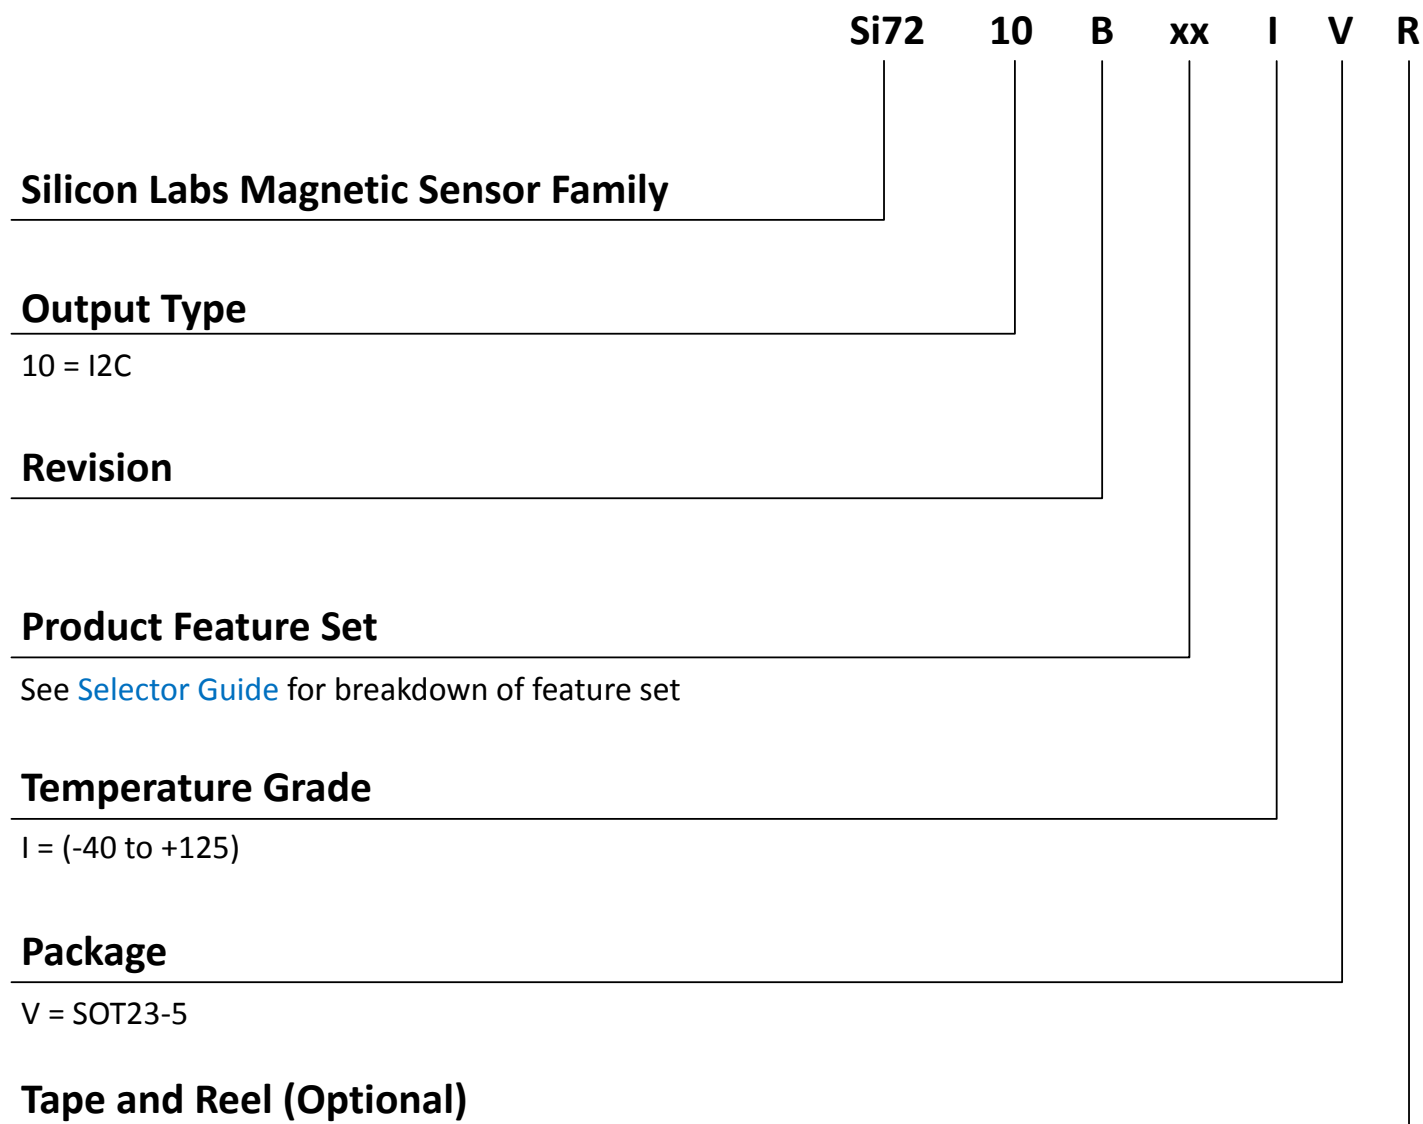 Si72 10 B xx I V R
Silicon Labs Magnetic Sensor Family
Output Type
10 = I2C
Revision
Product Feature Set
See Selector Guide for breakdown of feature set
Temperature Grade
I = (-40 to +125)
Package
V = SOT23-5
Tape and Reel (Optional)